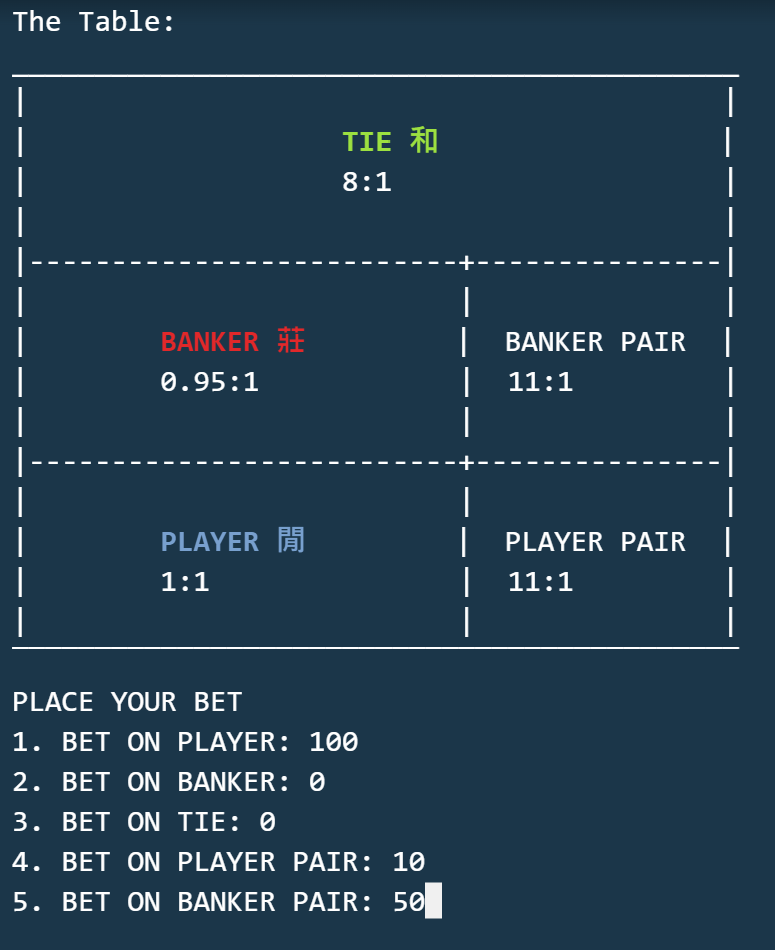 The Table:
TIE 和
8:1
BANKER 莊
BANKER PAIR
0.95:1
11:1
PLAYER 閒
PLAYER PAIR
1:1
11:1
PLACE YOUR BET
1. BET ON PLAYER: 100
2. BET ON BANKER: 0
3. BET ON TIE: 0
4. BET ON PLAYER PAIR: 10
5. BET ON BANKER PAIR: 50